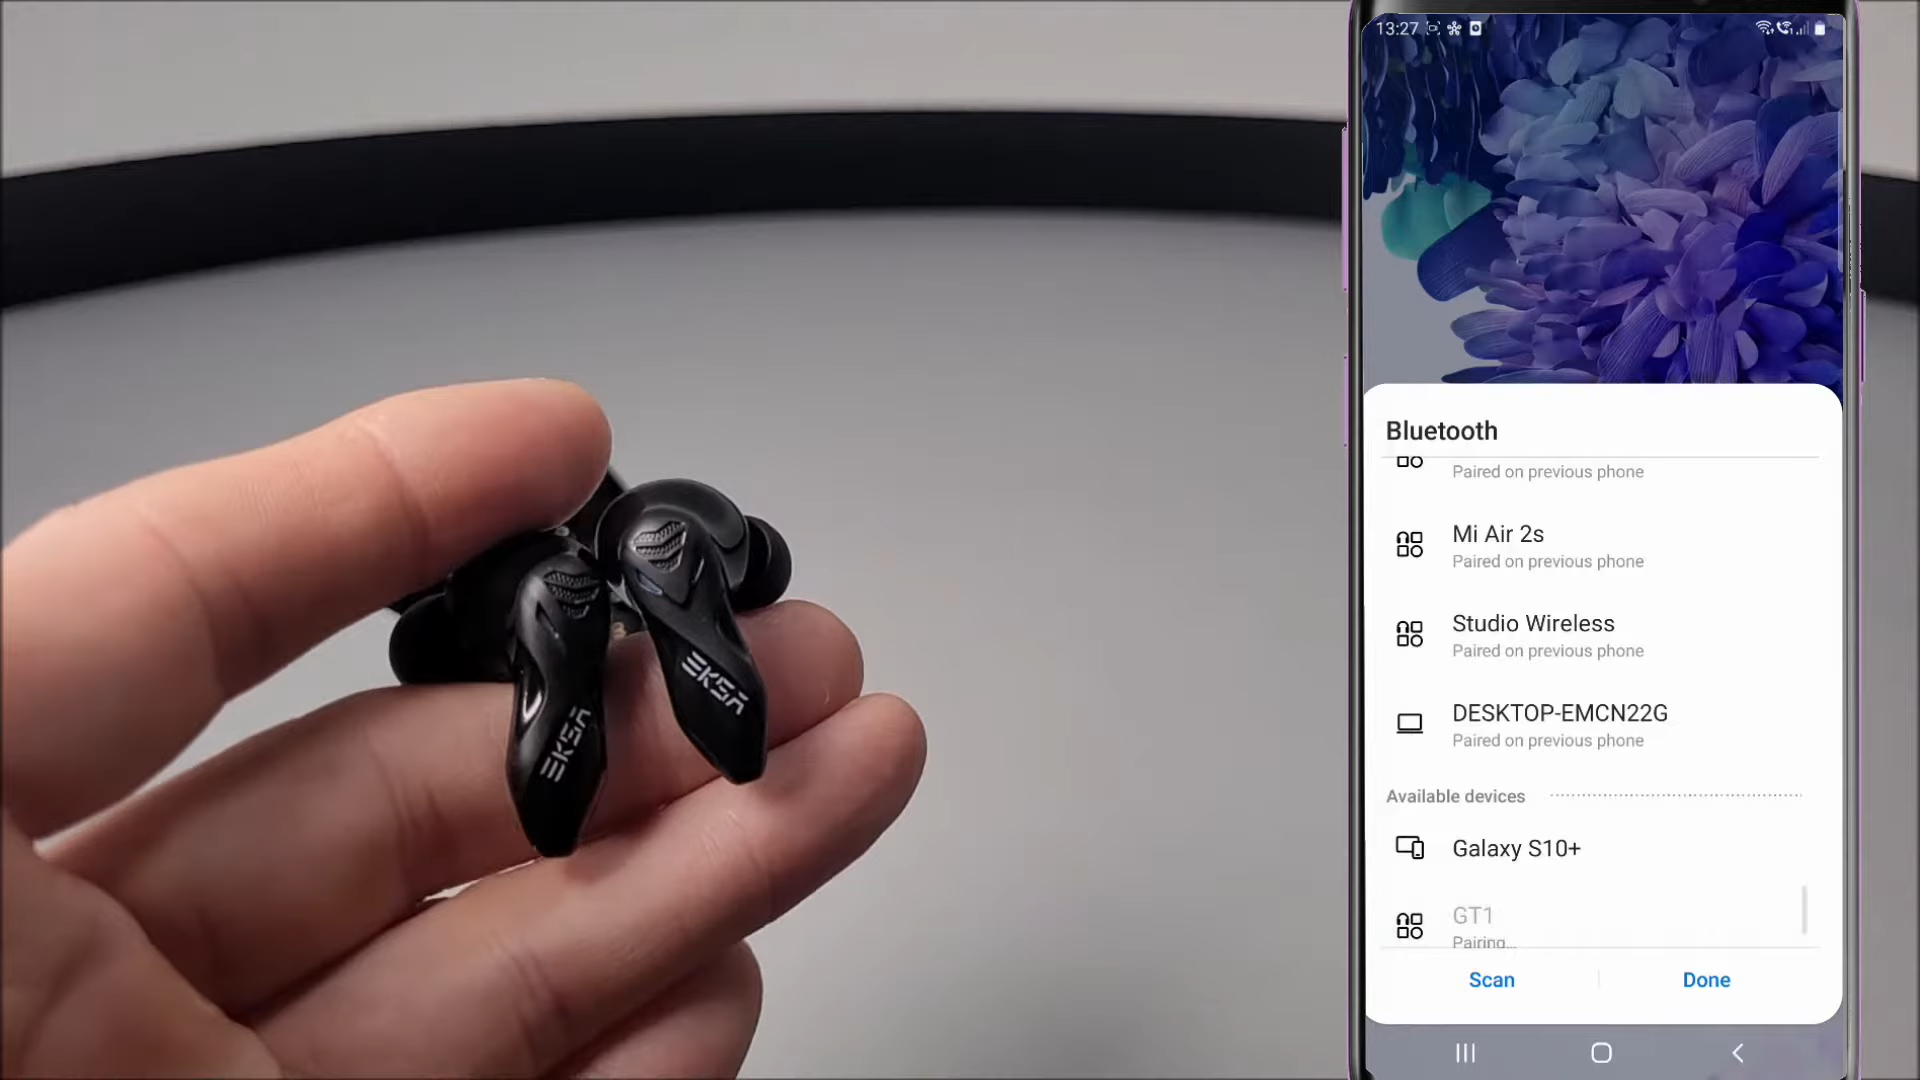 13:27
Bluetooth
Paired on previous phone
Mi Air 2s
Paired on previous phone
Studio Wireless
Paired on previous phone
DESKTOP-EMCN22G
Paired on previous phone
Available devices
Galaxy S10+
GT1
Pairing...
Scan
Done
EKSA
EKSA